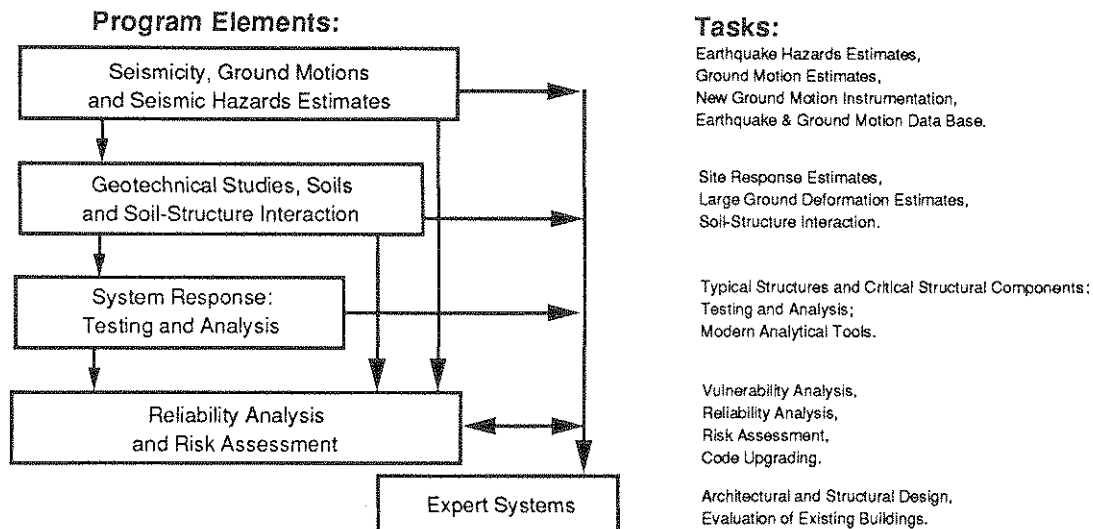 Program Elements:
Seismicity, Ground Motions
and Seismic Hazards Estimates
Geotechnical Studies, Soils
and Soil-Structure Interaction
System Response:
Testing and Analysis
Reliability Analysis
and Risk Assessment
Expert Systems
Tasks:
Earthquake Hazards Estimates,
Ground Motion Estimates,
New Ground Motion Instrumentation,
Earthquake & Ground Motion Data Base.
Site Response Estimates,
Large Ground Deformation Estimates,
Soil-Structure Interaction.
Typical Structures and Critical Structural Components:
Testing and Analysis;
Modern Analytical Tools.
Vulnerability Analysis,
Reliability Analysis,
Risk Assessment,
Code Upgrading.
Architectural and Structural Design,
Evaluation of Existing Buildings.